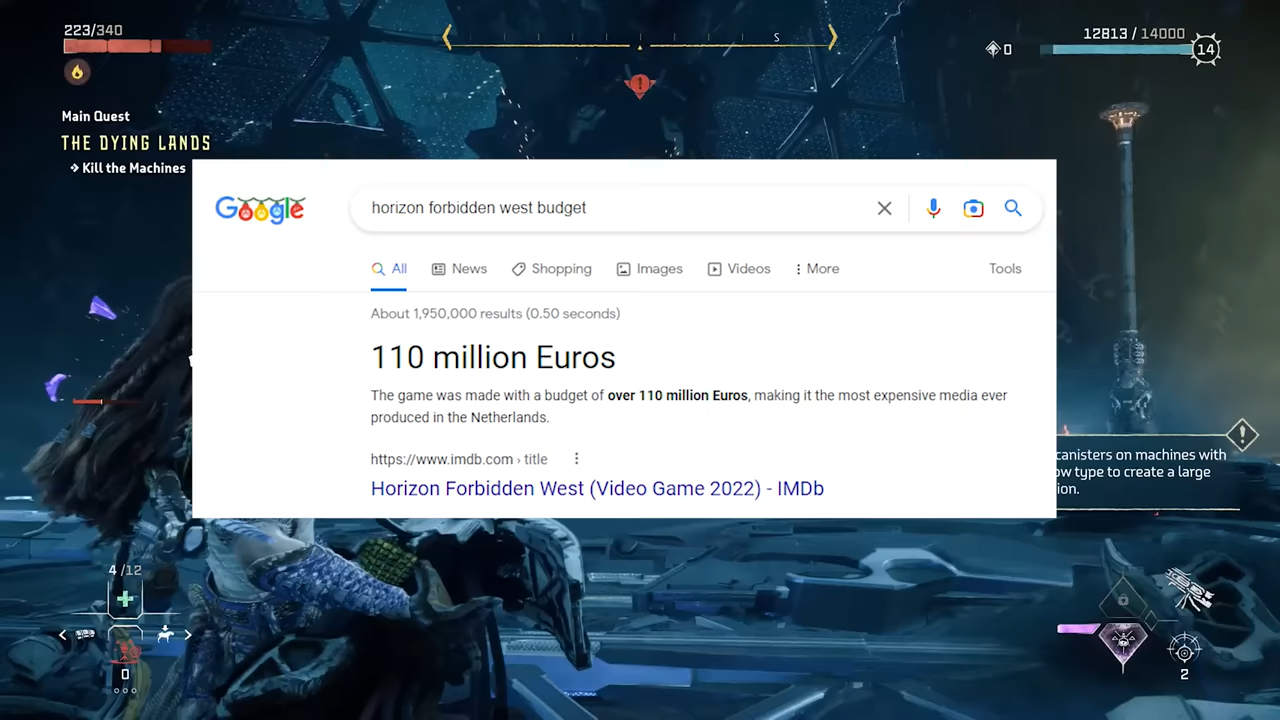 223/340
S
0
12813 / 14000
14
Main Quest
THE DYING LANDS
Kill the Machines
Google
horizon forbidden west budget
All
News
Shopping
Images
Videos
More
Tools
About 1,950,000 results (0.50 seconds)
110 million Euros
The game was made with a budget of over 110 million Euros, making it the most expensive media ever
produced in the Netherlands.
https://www.imdb.com › title
Horizon Forbidden West (Video Game 2022) - IMDb
canisters on machines with
ow type to create a large
ion.
4 /12
0
2